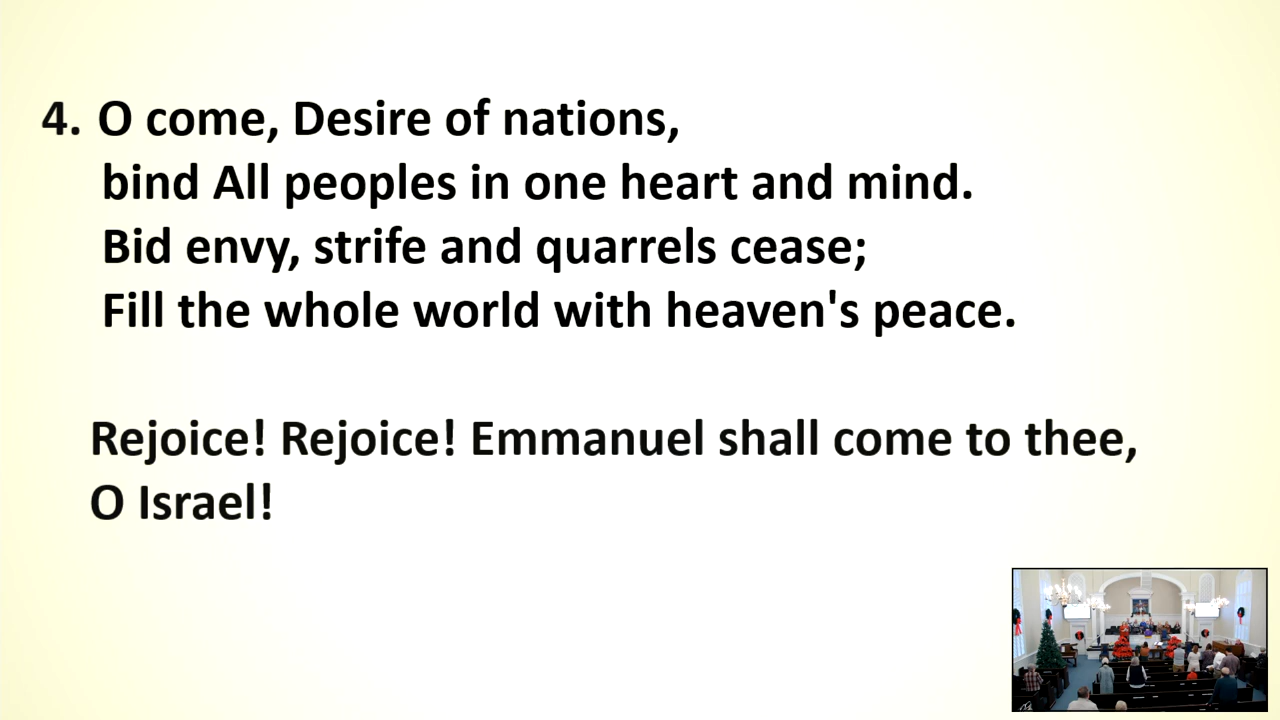 4. O come, Desire of nations,
bind All peoples in one heart and mind.
Bid envy, strife and quarrels cease;
Fill the whole world with heaven's peace.
Rejoice! Rejoice! Emmanuel shall come to thee,
O Israel!